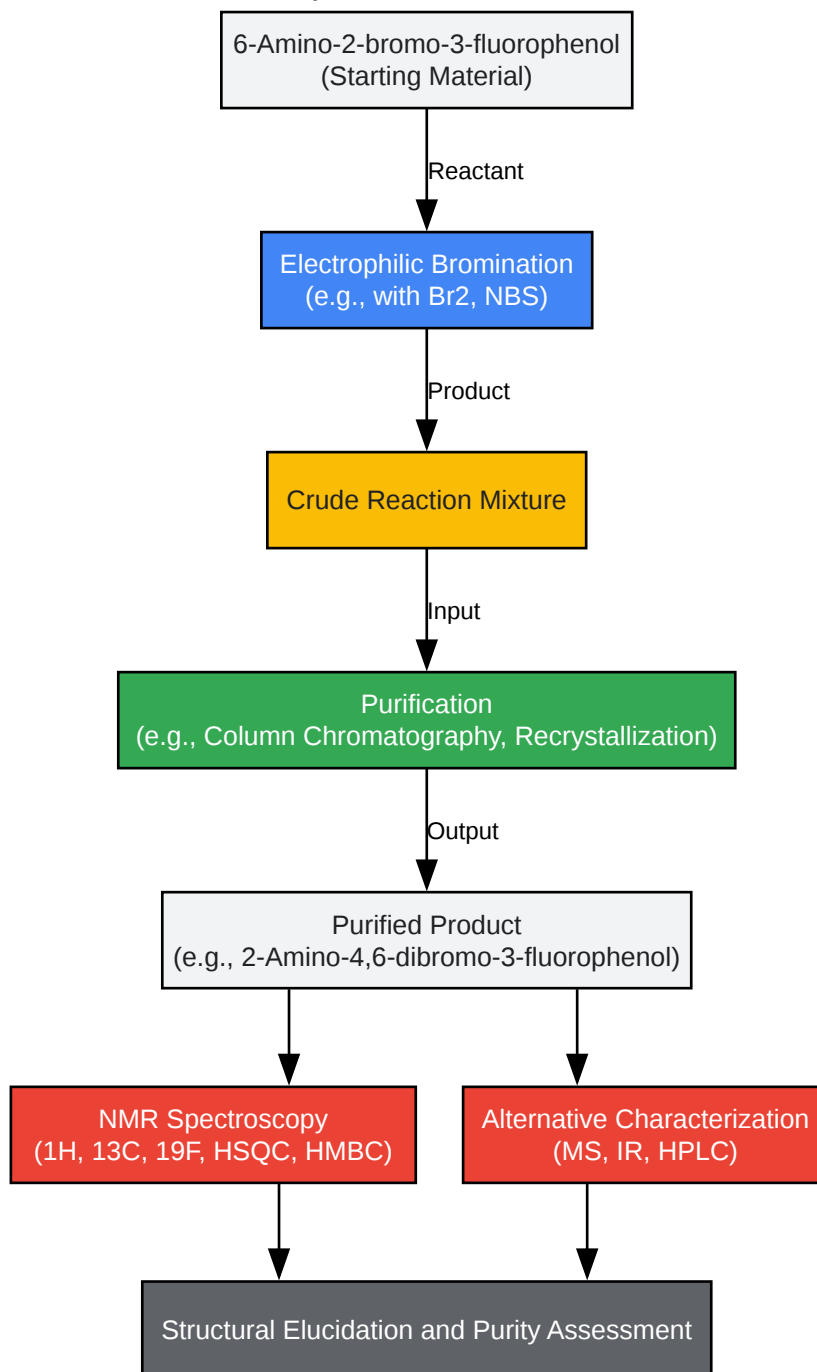 6-Amino-2-bromo-3-fluorophenol
(Starting Material)
Reactant
Electrophilic Bromination
(e.g., with Br2, NBS)
Product
Crude Reaction Mixture
Input
Purification
(e.g., Column Chromatography, Recrystallization)
Output
Purified Product
(e.g., 2-Amino-4,6-dibromo-3-fluorophenol)
NMR Spectroscopy
(1H, 13C, 19F, HSQC, HMBC)
Alternative Characterization
(MS, IR, HPLC)
Structural Elucidation and Purity Assessment